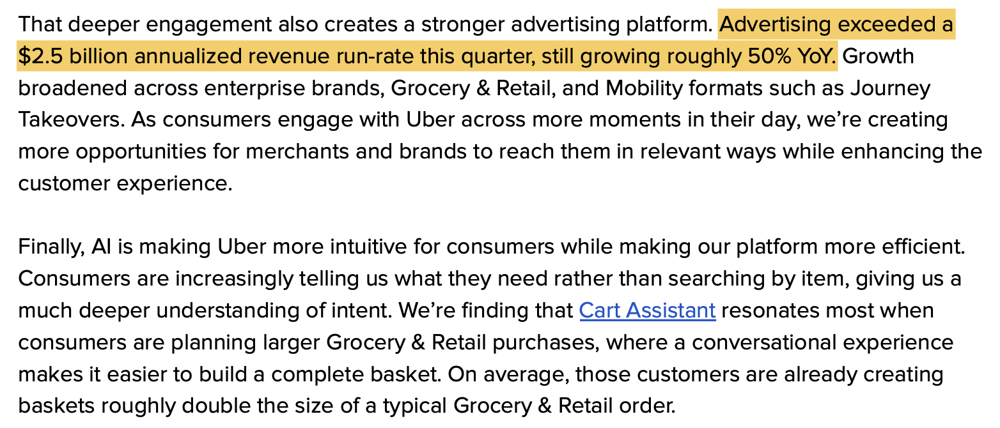 That deeper engagement also creates a stronger advertising platform. Advertising exceeded a
$2.5 billion annualized revenue run-rate this quarter, still growing roughly 50% YoY. Growth
broadened across enterprise brands, Grocery & Retail, and Mobility formats such as Journey
Takeovers. As consumers engage with Uber across more moments in their day, we’re creating
more opportunities for merchants and brands to reach them in relevant ways while enhancing the
customer experience.
Finally, AI is making Uber more intuitive for consumers while making our platform more efficient.
Consumers are increasingly telling us what they need rather than searching by item, giving us a
much deeper understanding of intent. We’re finding that Cart Assistant resonates most when
consumers are planning larger Grocery & Retail purchases, where a conversational experience
makes it easier to build a complete basket. On average, those customers are already creating
baskets roughly double the size of a typical Grocery & Retail order.